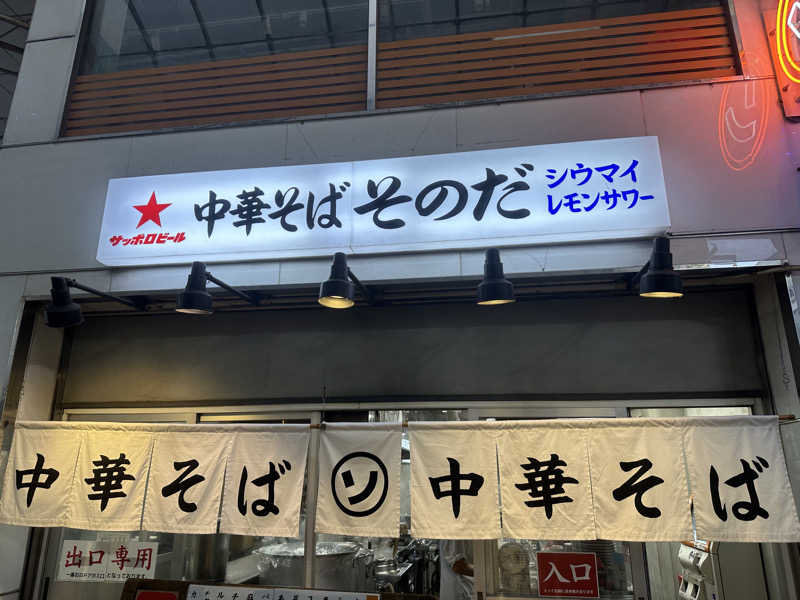 サッポロビール
中華そば そのだ
シウマイ
レモンサワー
中華そば ソ 中華そば
出口専用
入口